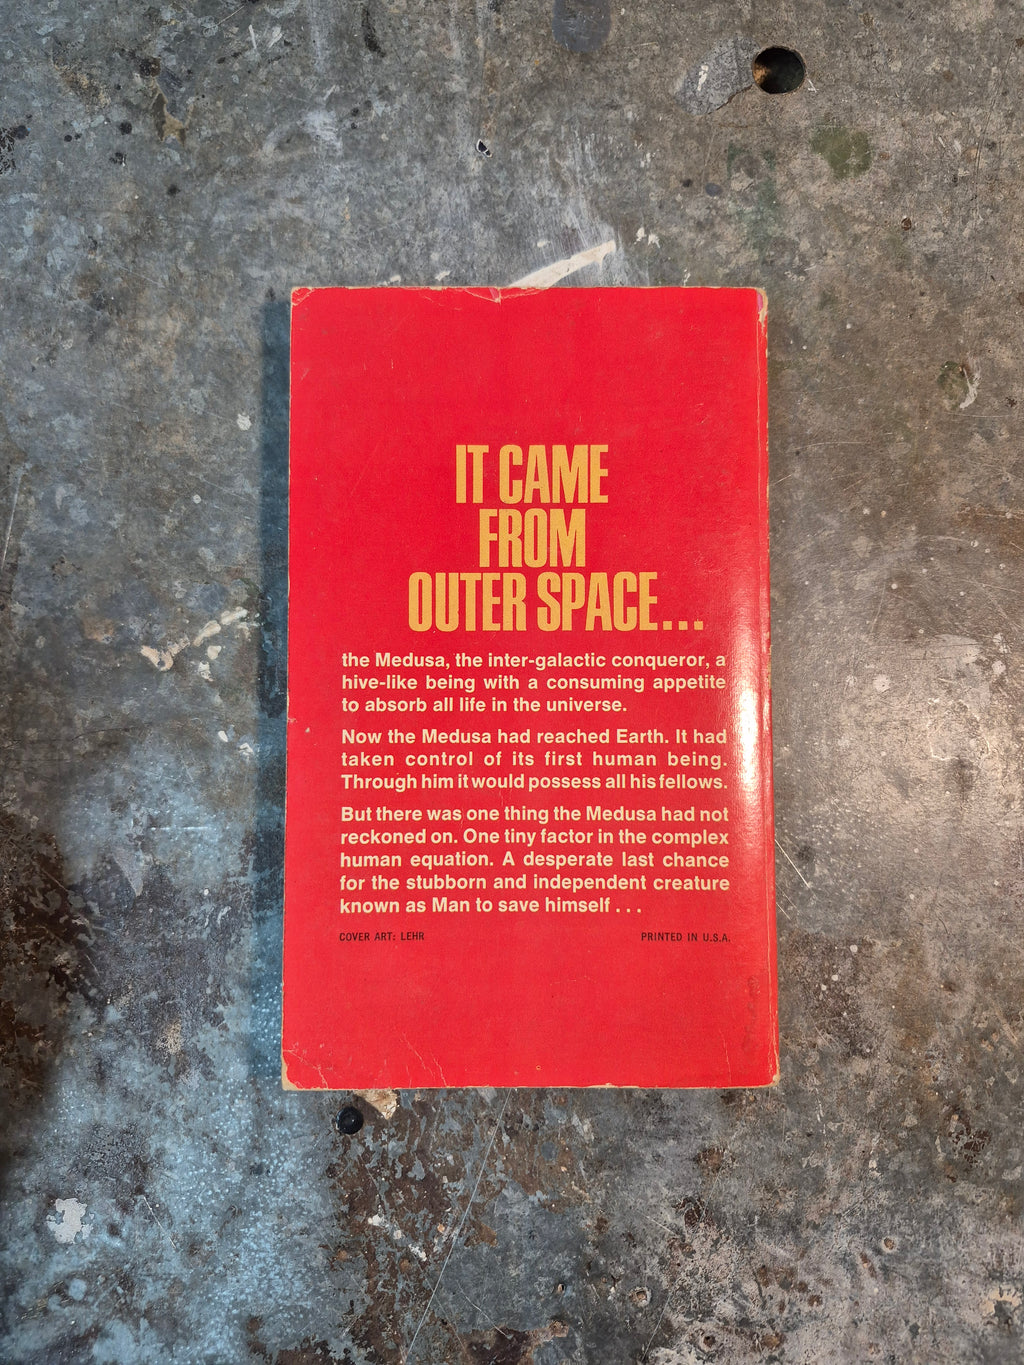 IT CAME
FROM
OUTER SPACE...
the Medusa, the inter-galactic conqueror, a
hive-like being with a consuming appetite
to absorb all life in the universe.
Now the Medusa had reached Earth. It had
taken control of its first human being.
Through him it would possess all his fellows.
But there was one thing the Medusa had not
reckoned on. One tiny factor in the complex
human equation. A desperate last chance
for the stubborn and independent creature
known as Man to save himself . . .
COVER ART: LEHR
PRINTED IN U.S.A.